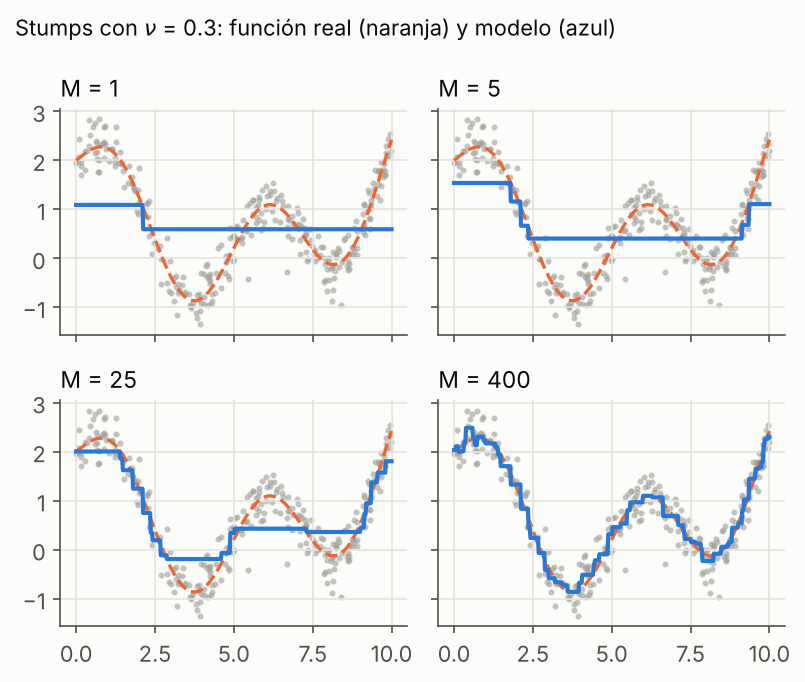 Stumps con ν = 0.3: función real (naranja) y modelo (azul)
M = 1
M = 5
3
2
1
0
−1
M = 25
M = 400
3
2
1
0
−1
0.0 2.5 5.0 7.5 10.0
0.0 2.5 5.0 7.5 10.0